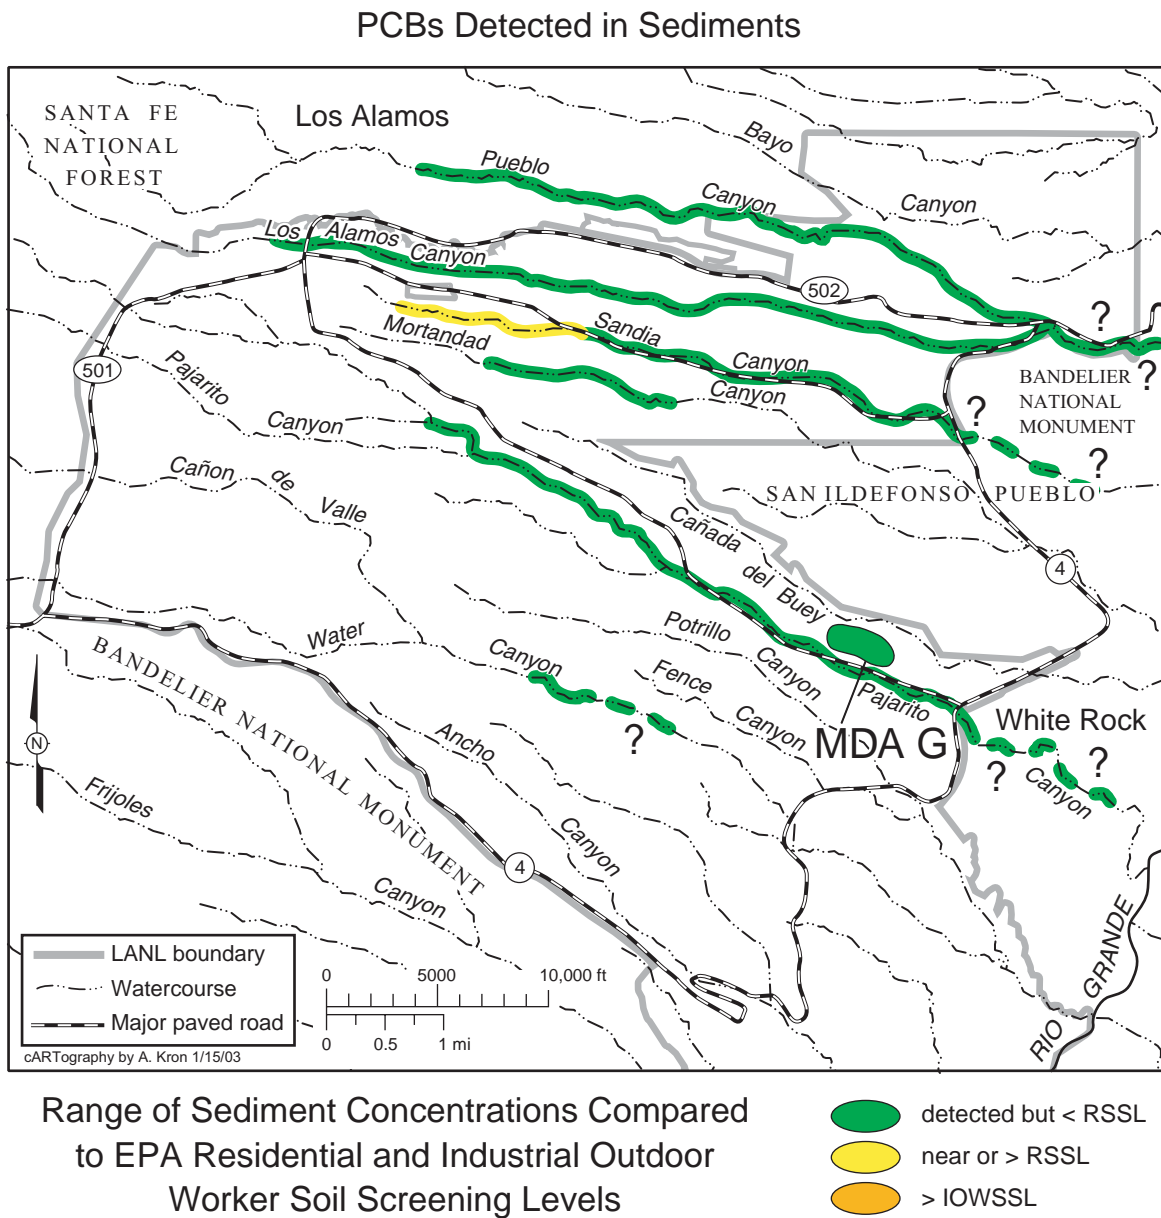 PCBs Detected in Sediments
SANTA FE
NATIONAL
FOREST
Los Alamos
Bayo
Canyon
Pueblo
Canyon
Los Alamos
Canyon
502
Sandia
Canyon
Mortandad
Canyon
501
Pajarito
Canyon
?
?
BANDELIER
NATIONAL
MONUMENT
?
?
SAN ILDEFONSO PUEBLO
Cañon de Valle
Cañada del Buey
4
Water
Canyon
?
Potrillo
Canyon
Fence
Canyon
Pajarito
MDA G
White Rock
?
?
Canyon
BANDELIER NATIONAL MONUMENT
N
Ancho
Canyon
Frijoles
Canyon
4
RIO GRANDE
LANL boundary
Watercourse
Major paved road
cARTography by A. Kron 1/15/03
0 5000 10,000 ft
0 0.5 1 mi
Range of Sediment Concentrations Compared
to EPA Residential and Industrial Outdoor
Worker Soil Screening Levels
detected but < RSSL
near or > RSSL
> IOWSSL